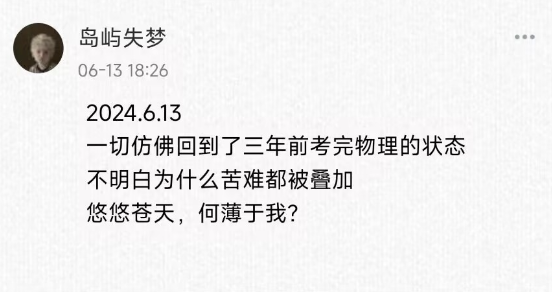 岛屿失梦
06-13 18:26
2024.6.13
一切仿佛回到了三年前考完物理的状态
不明白为什么苦难都被叠加
悠悠苍天，何薄于我？